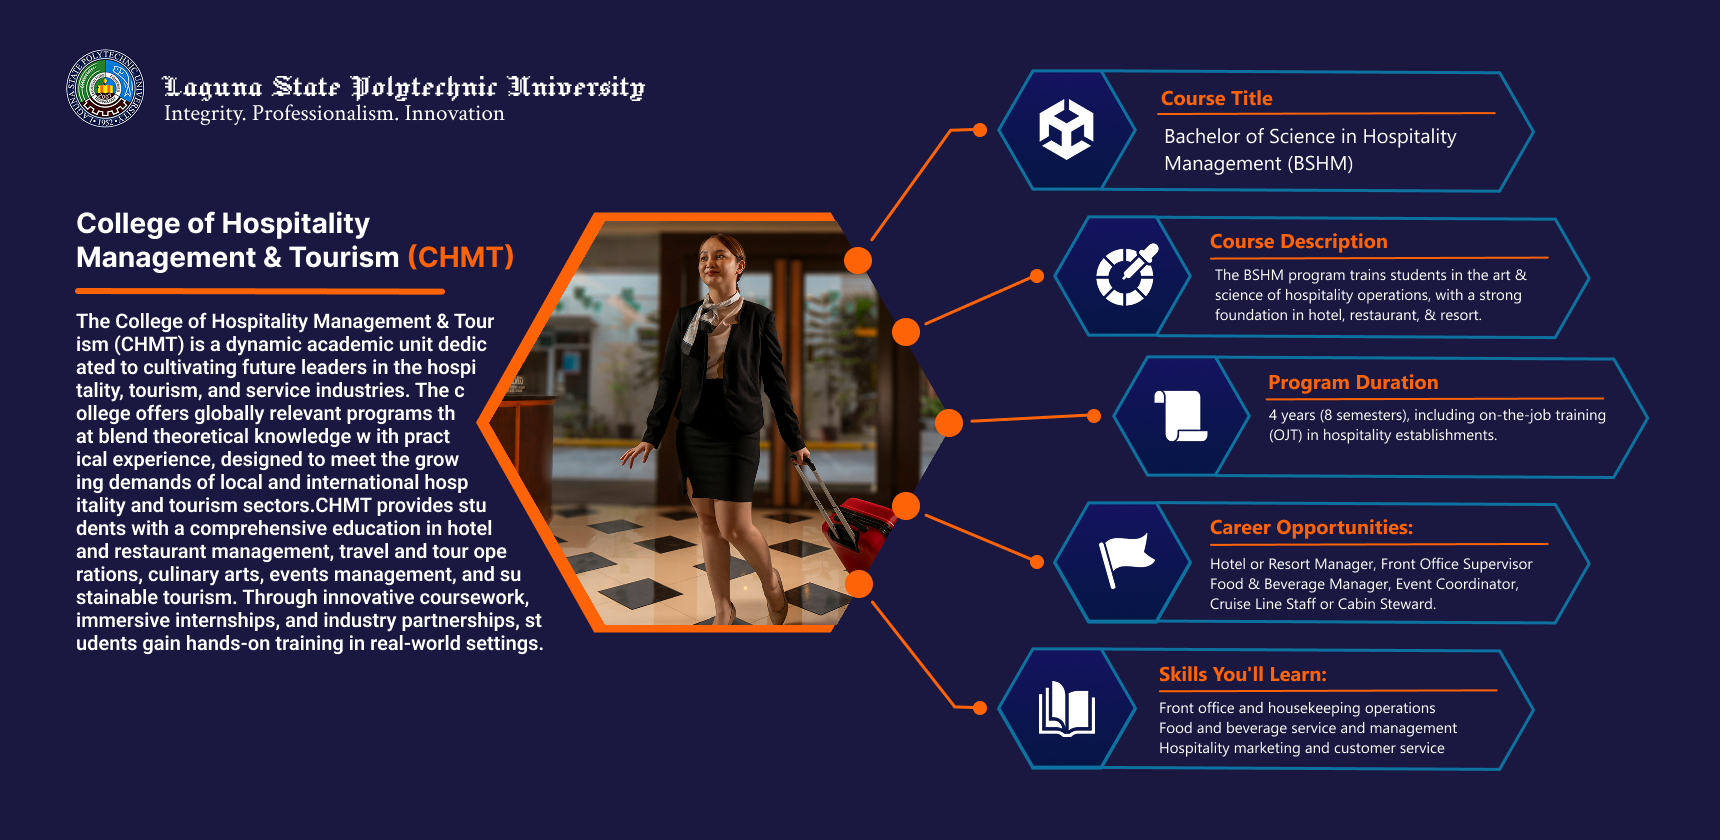 LAGUNA STATE POLYTECHNIC UNIVERSITY
1952
Laguna State Polytechnic University
Integrity. Professionalism. Innovation
College of Hospitality
Management & Tourism (CHMT)
The College of Hospitality Management & Tour
ism (CHMT) is a dynamic academic unit dedic
ated to cultivating future leaders in the hospi
tality, tourism, and service industries. The c
ollege offers globally relevant programs th
at blend theoretical knowledge w ith pract
ical experience, designed to meet the grow
ing demands of local and international hosp
itality and tourism sectors.CHMT provides stu
dents with a comprehensive education in hotel
and restaurant management, travel and tour ope
rations, culinary arts, events management, and su
stainable tourism. Through innovative coursework,
immersive internships, and industry partnerships, st
udents gain hands-on training in real-world settings.
Course Title
Bachelor of Science in Hospitality
Management (BSHM)
Course Description
The BSHM program trains students in the art &
science of hospitality operations, with a strong
foundation in hotel, restaurant, & resort.
Program Duration
4 years (8 semesters), including on-the-job training
(OJT) in hospitality establishments.
Career Opportunities:
Hotel or Resort Manager, Front Office Supervisor
Food & Beverage Manager, Event Coordinator,
Cruise Line Staff or Cabin Steward.
Skills You'll Learn:
Front office and housekeeping operations
Food and beverage service and management
Hospitality marketing and customer service